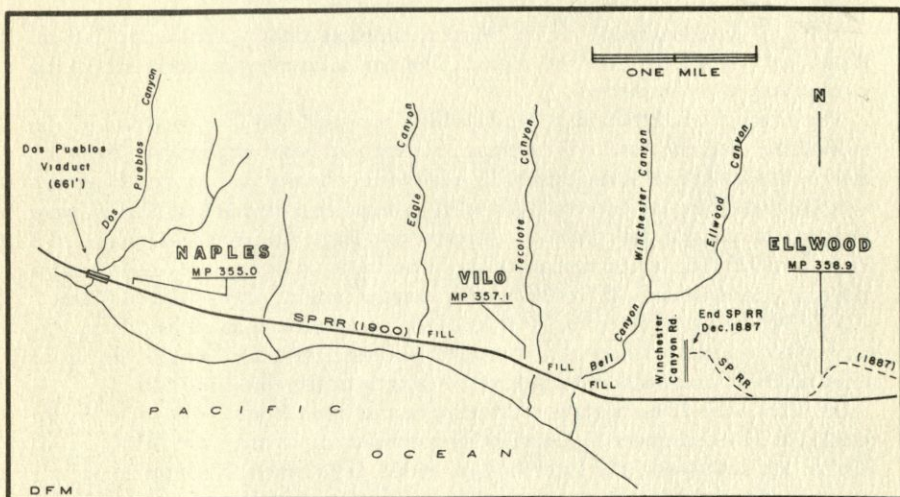 ONE MILE
N
Dos Pueblos
Viaduct
(661')
Dos Pueblos Canyon
NAPLES
MP 355.0
Eagle Canyon
VILO
MP 357.1
Tecolote Canyon
Winchester Canyon
Ellwood Canyon
ELLWOOD
MP 358.9
End SP RR
Dec. 1887
SP RR (1900)
FILL
FILL
FILL
Bell Canyon
Winchester
Canyon Rd.
SP RR
(1887)
PACIFIC
OCEAN
DFM